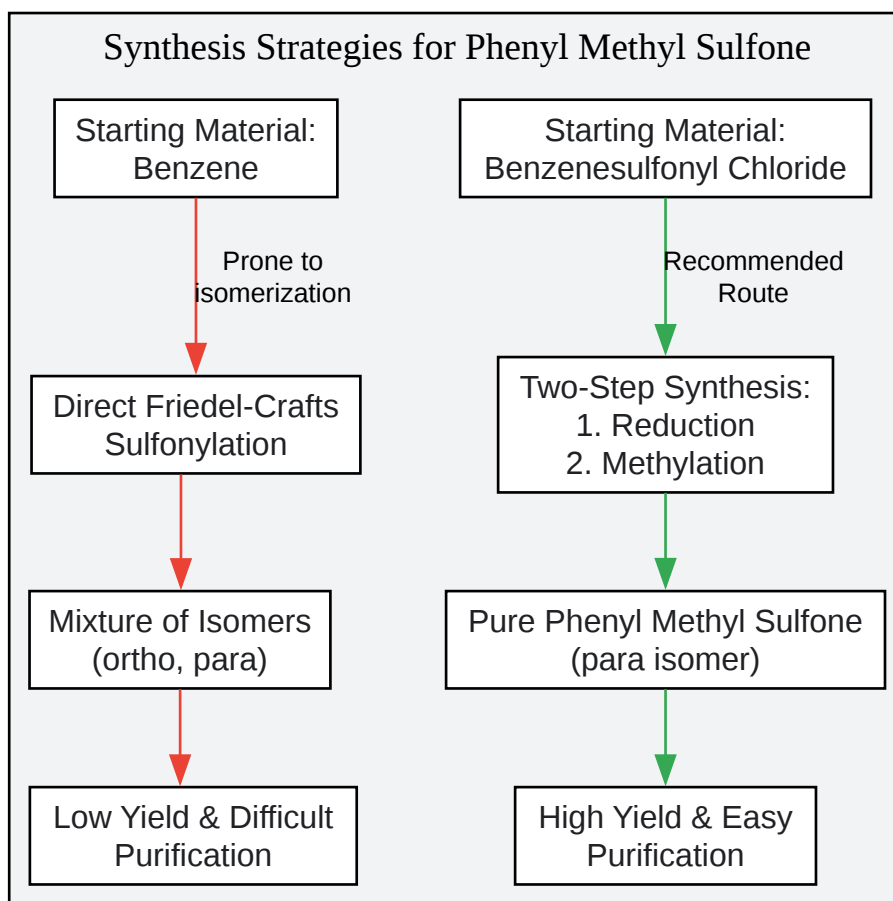 Synthesis Strategies for Phenyl Methyl Sulfone
Starting Material:
Benzene
Prone to
isomerization
Direct Friedel-Crafts
Sulfonylation
Mixture of Isomers
(ortho, para)
Low Yield & Difficult
Purification
Starting Material:
Benzenesulfonyl Chloride
Recommended
Route
Two-Step Synthesis:
1. Reduction
2. Methylation
Pure Phenyl Methyl Sulfone
(para isomer)
High Yield & Easy
Purification